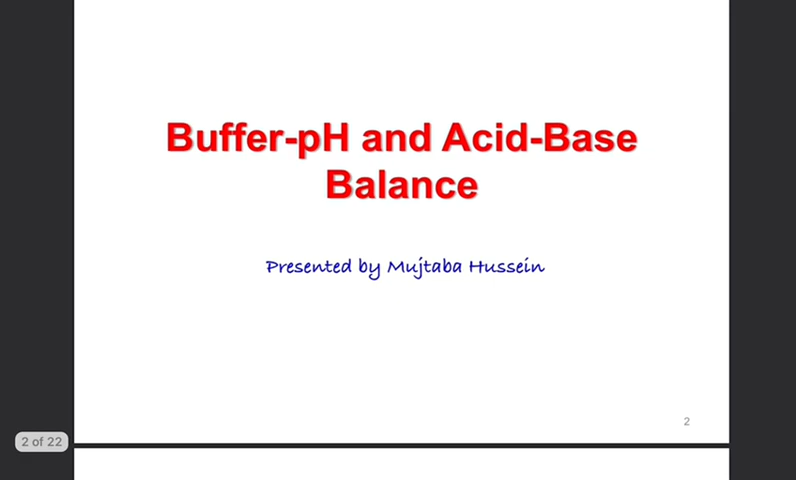 Buffer-pH and Acid-Base
Balance
Presented by Mujtaba Hussein
2
2 of 22